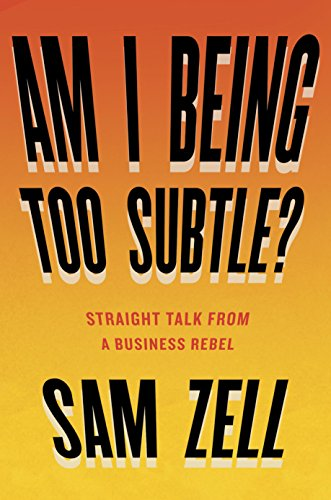 AM I BEING
TOO SUBTLE?
STRAIGHT TALK FROM
A BUSINESS REBEL
SAM ZELL